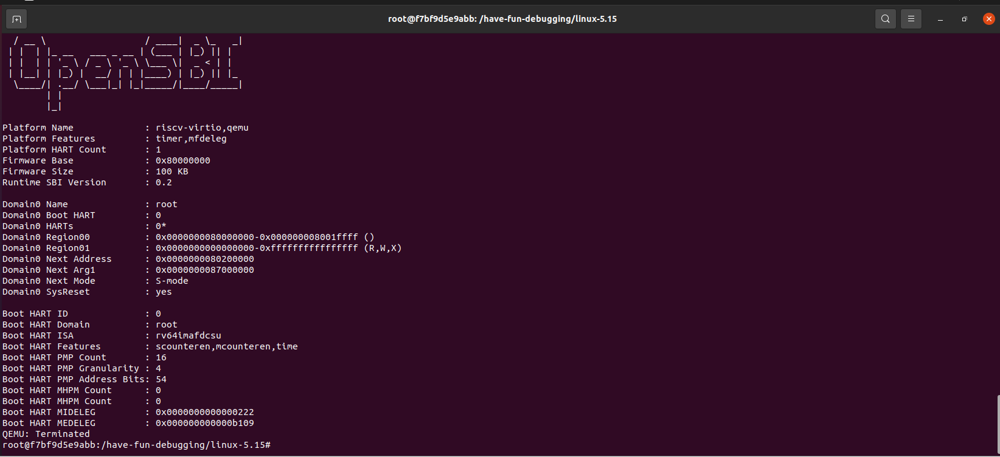 root@f7bf9d5e9abb: /have-fun-debugging/linux-5.15
  / __ \                  / ____|  _ \_   _|
 | |  | |_ __   ___ _ __ | (___ | |_) || |
 | |  | | '_ \ / _ \ '_ \ \___ \|  _ < | |
 | |__| | |_) |  __/ | | |____) | |_) || |_
  \____/| .__/ \___|_| |_|_____/|____/_____|
        | |
        |_|
Platform Name             : riscv-virtio,qemu
Platform Features         : timer,mfdeleg
Platform HART Count       : 1
Firmware Base             : 0x80000000
Firmware Size             : 100 KB
Runtime SBI Version       : 0.2
Domain0 Name              : root
Domain0 Boot HART         : 0
Domain0 HARTs             : 0*
Domain0 Region00          : 0x0000000080000000-0x000000008001ffff ()
Domain0 Region01          : 0x0000000000000000-0xffffffffffffffff (R,W,X)
Domain0 Next Address      : 0x0000000080200000
Domain0 Next Arg1         : 0x0000000087000000
Domain0 Next Mode         : S-mode
Domain0 SysReset          : yes
Boot HART ID              : 0
Boot HART Domain          : root
Boot HART ISA             : rv64imafdcsu
Boot HART Features        : scounteren,mcounteren,time
Boot HART PMP Count       : 16
Boot HART PMP Granularity : 4
Boot HART PMP Address Bits: 54
Boot HART MHPM Count      : 0
Boot HART MHPM Count      : 0
Boot HART MIDELEG         : 0x0000000000000222
Boot HART MEDELEG         : 0x000000000000b109
QEMU: Terminated
root@f7bf9d5e9abb:/have-fun-debugging/linux-5.15#